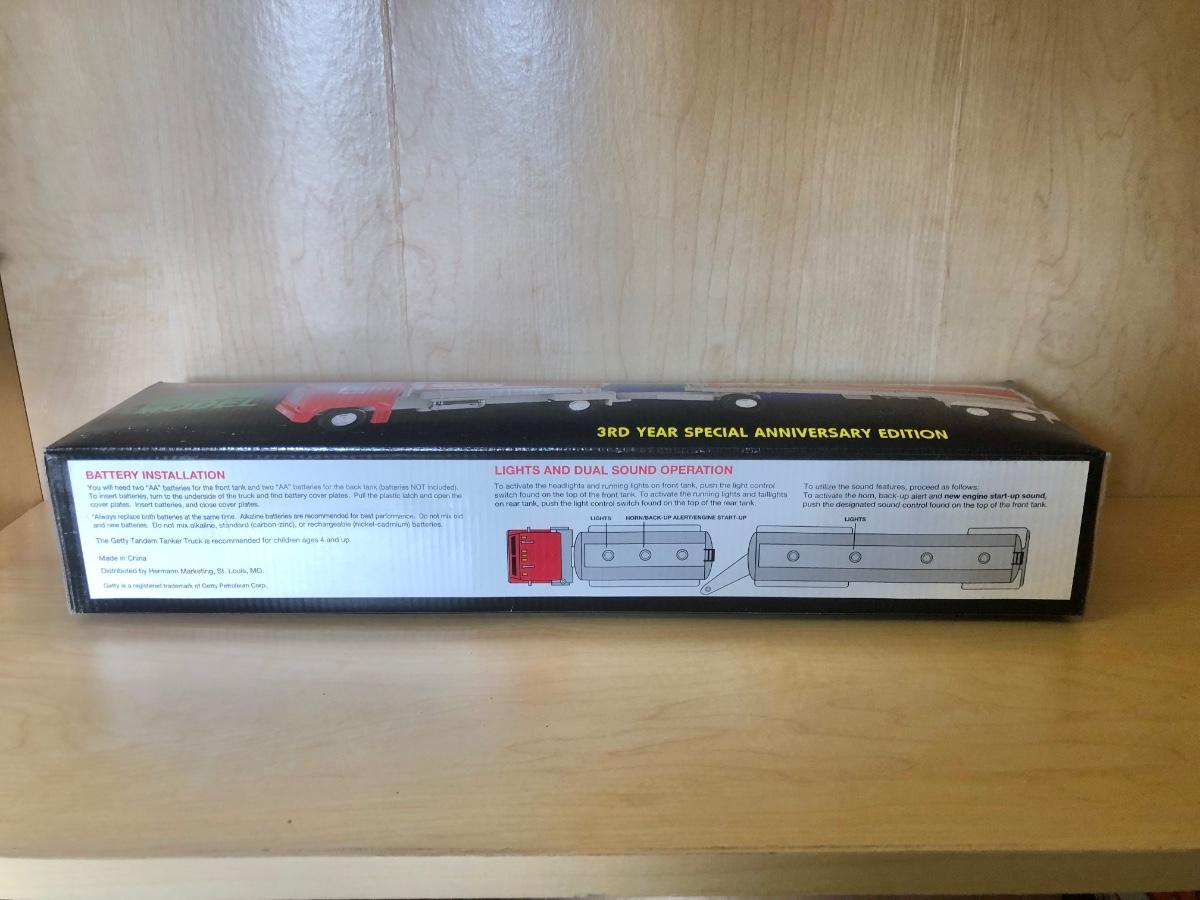 MODEL
3RD YEAR SPECIAL ANNIVERSARY EDITION
BATTERY INSTALLATION
You will need two "AA" batteries for the front tank and two "AA" batteries for the back tank (batteries NOT included).
To insert batteries, turn to the underside of the truck and find battery cover plates. Pull the plastic latch and open the
cover plates. Insert batteries, and close cover plates.
*Always replace both batteries at the same time. Alkaline batteries are recommended for best performance. Do not mix old
and new batteries. Do not mix alkaline, standard (carbon-zinc), or rechargeable (nickel-cadmium) batteries.
The Getty Tandem Tanker Truck is recommended for children ages 4 and up.
Made in China
Distributed by Hermann Marketing, St. Louis, MO.
Getty is a registered trademark of Getty Petroleum Corp.
LIGHTS AND DUAL SOUND OPERATION
To activate the headlights and running lights on front tank, push the light control
switch found on the top of the front tank. To activate the running lights and taillights
on rear tank, push the light control switch found on the top of the rear tank.
To utilize the sound features, proceed as follows:
To activate the horn, back-up alert and new engine start-up sound,
push the designated sound control found on the top of the front tank.
LIGHTS
HORN/BACK-UP ALERT/ENGINE START-UP
LIGHTS